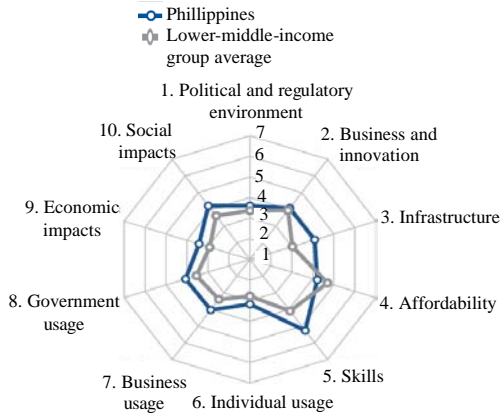 Phillippines
Lower-middle-income
group average
1. Political and regulatory
environment
10. Social
impacts
2. Business and
innovation
9. Economic
impacts
3. Infrastructure
8. Government
usage
4. Affordability
7. Business
usage
5. Skills
6. Individual usage
7
6
5
4
3
2
1